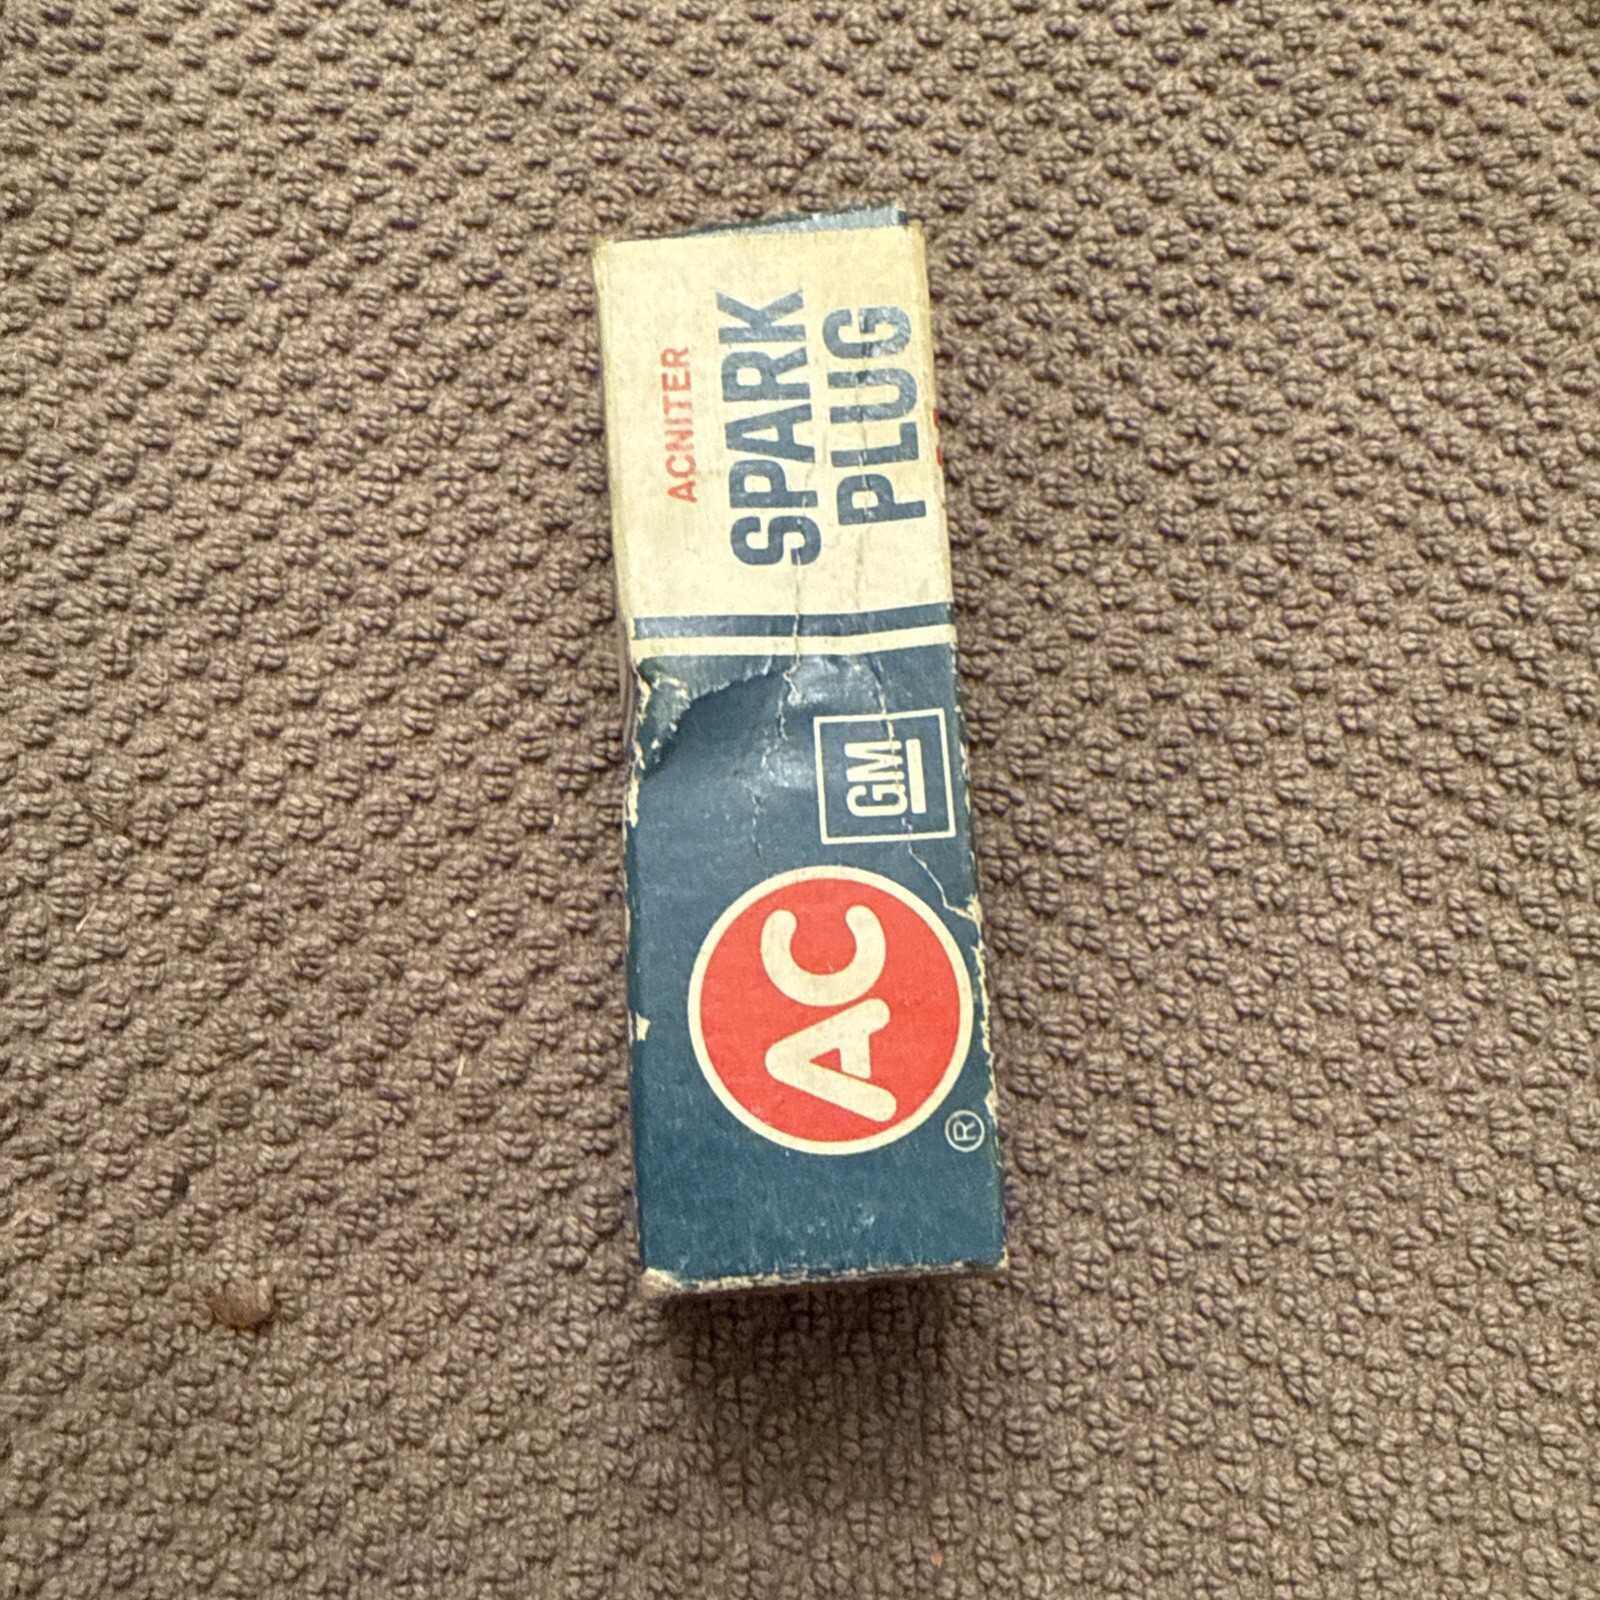 ACNITER
SPARK
PLUG
GM
AC
®